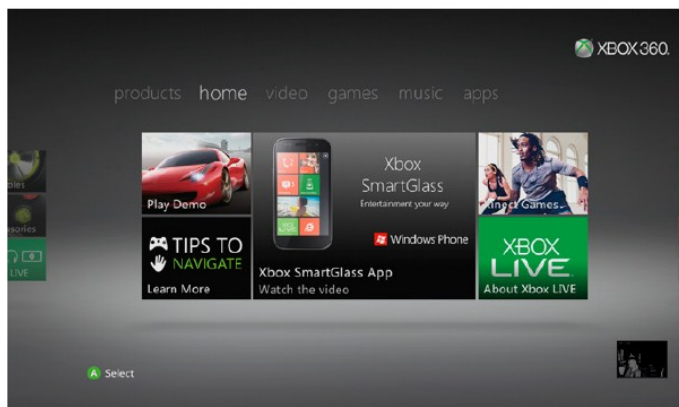 XBOX 360.
products home video games music apps
Play Demo
TIPS TO
NAVIGATE
Learn More
Xbox
SmartGlass
Entertainment your way
Windows Phone
Xbox SmartGlass App
Watch the video
Kinect Games...
XBOX
LIVE
About Xbox LIVE
LIVE
A Select